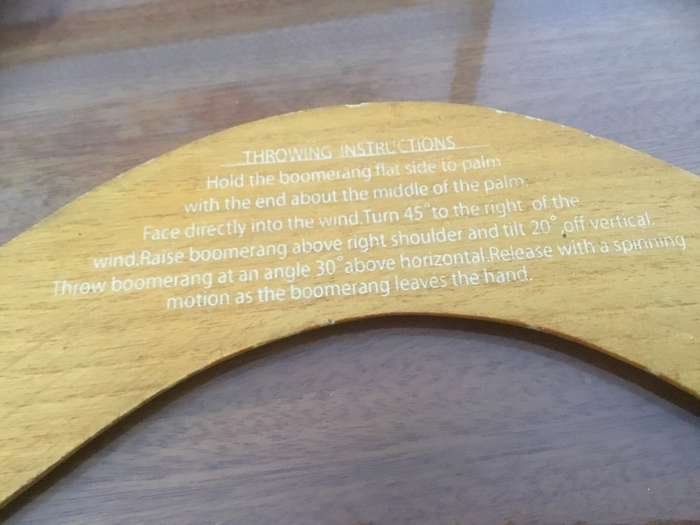 THROWING INSTRUCTIONS
Hold the boomerang flat side to palm
with the end about the middle of the palm.
Face directly into the wind.Turn 45° to the right of the
wind.Raise boomerang above right shoulder and tilt 20° off vertical.
Throw boomerang at an angle 30° above horizontal.Release with a spinning
motion as the boomerang leaves the hand.